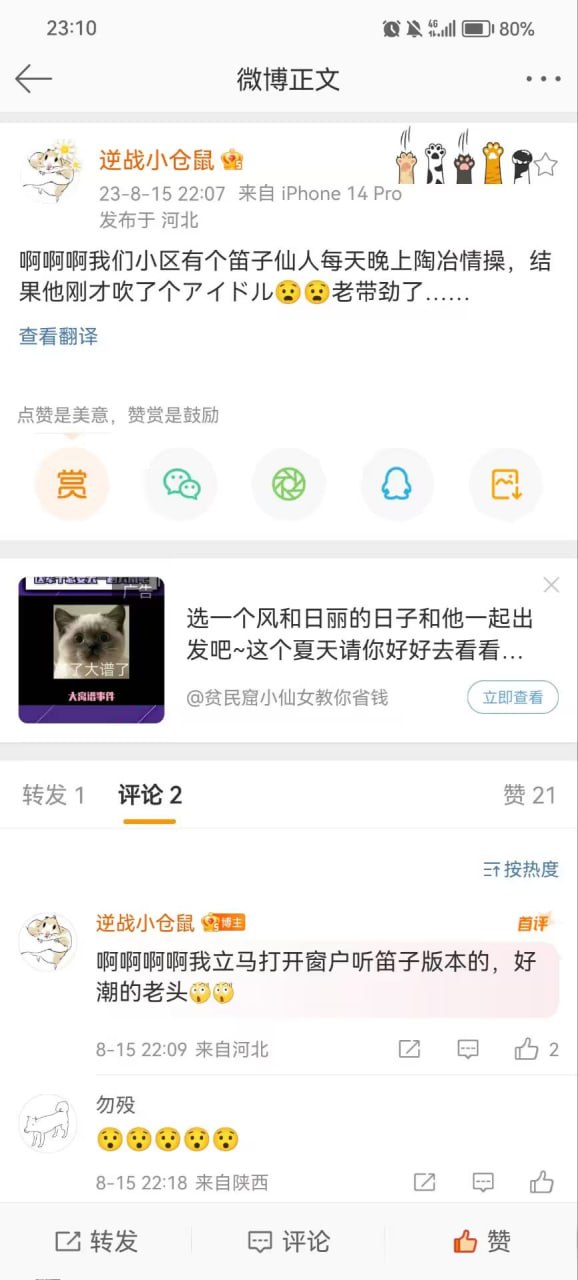 23:10
4G
80%
微博正文
逆战小仓鼠
23-8-15 22:07 来自 iPhone 14 Pro
发布于 河北
啊啊啊我们小区有个笛子仙人每天晚上陶冶情操，结
果他刚才吹了个アイドル😧😧老带劲了……
查看翻译
点赞是美意，赞赏是鼓励
赏
广告
了大谱了
大离谱事件
选一个风和日丽的日子和他一起出
发吧~这个夏天请你好好去看看...
@贫民窟小仙女教你省钱
立即查看
转发 1
评论 2
赞 21
按热度
逆战小仓鼠
博主
首评
啊啊啊啊我立马打开窗户听笛子版本的，好
潮的老头🫢🫢
8-15 22:09 来自河北
2
勿殁
😯😯😯😯😯
8-15 22:18 来自陕西
转发
评论
赞